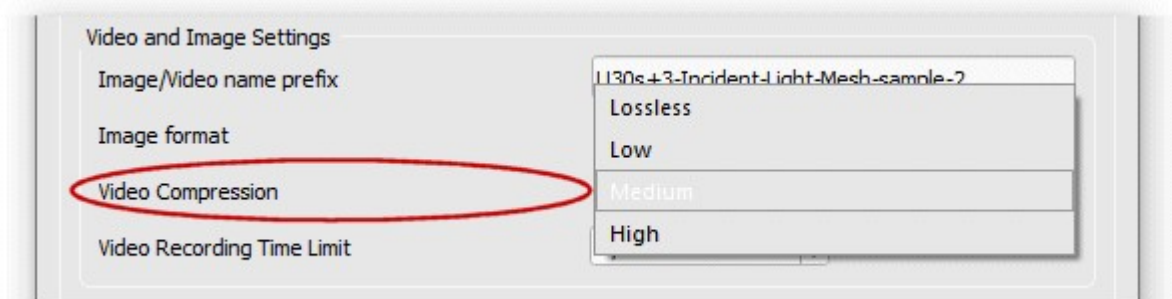 Video and Image Settings
Image/Video name prefix
U30s+3-Incident-Light-Mesh-sample-2
Lossless
Image format
Low
Video Compression
Medium
Video Recording Time Limit
High